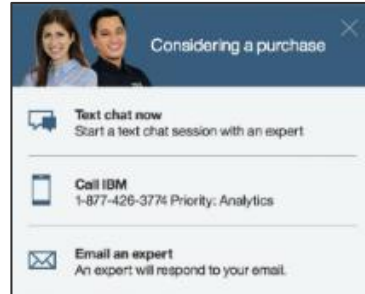 Considering a purchase
Text chat now
Start a text chat session with an expert
Call IBM
1-877-426-3774 Priority: Analytics
Email an expert
An expert will respond to your email.